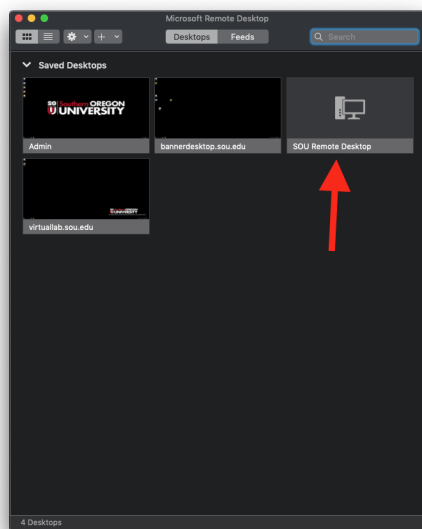 Microsoft Remote Desktop
Desktops Feeds
Search
Saved Desktops
SO Southern OREGON
U UNIVERSITY
Admin
bannerdesktop.sou.edu
SOU Remote Desktop
virtuallab.sou.edu
4 Desktops